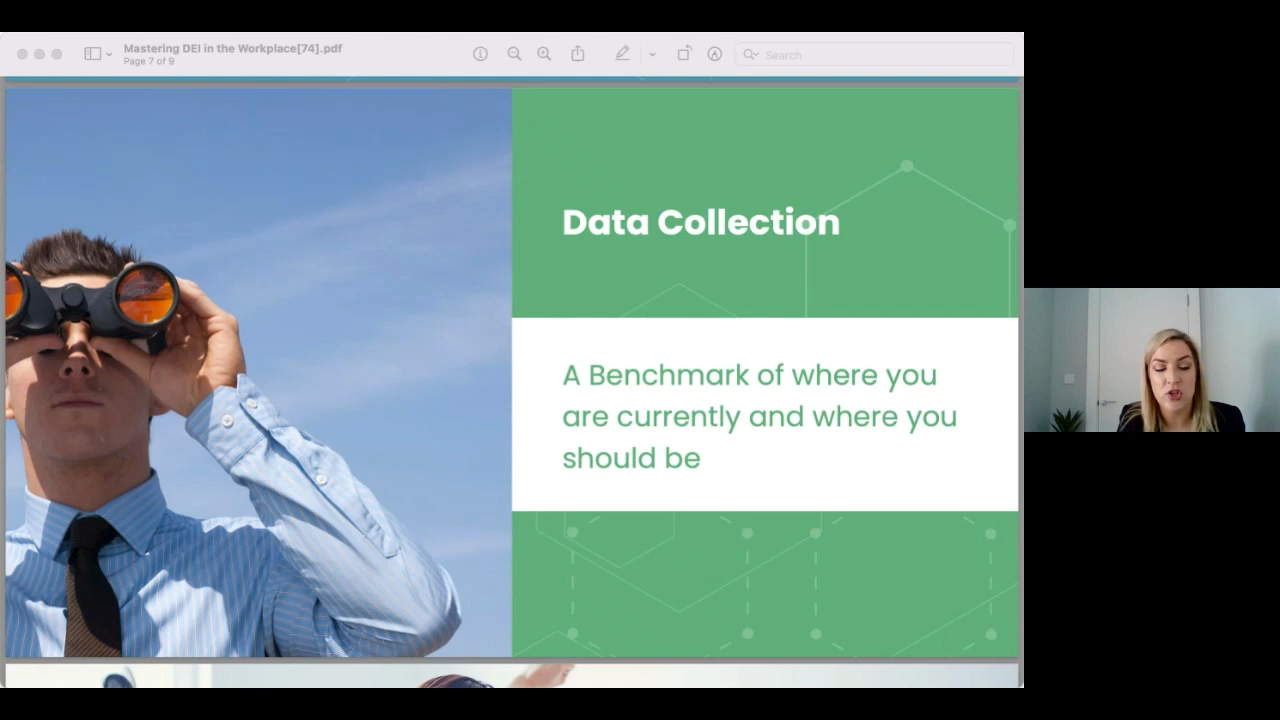 Mastering DEI in the Workplace[74].pdf
Page 7 of 9
Search
Data Collection
A Benchmark of where you
are currently and where you
should be